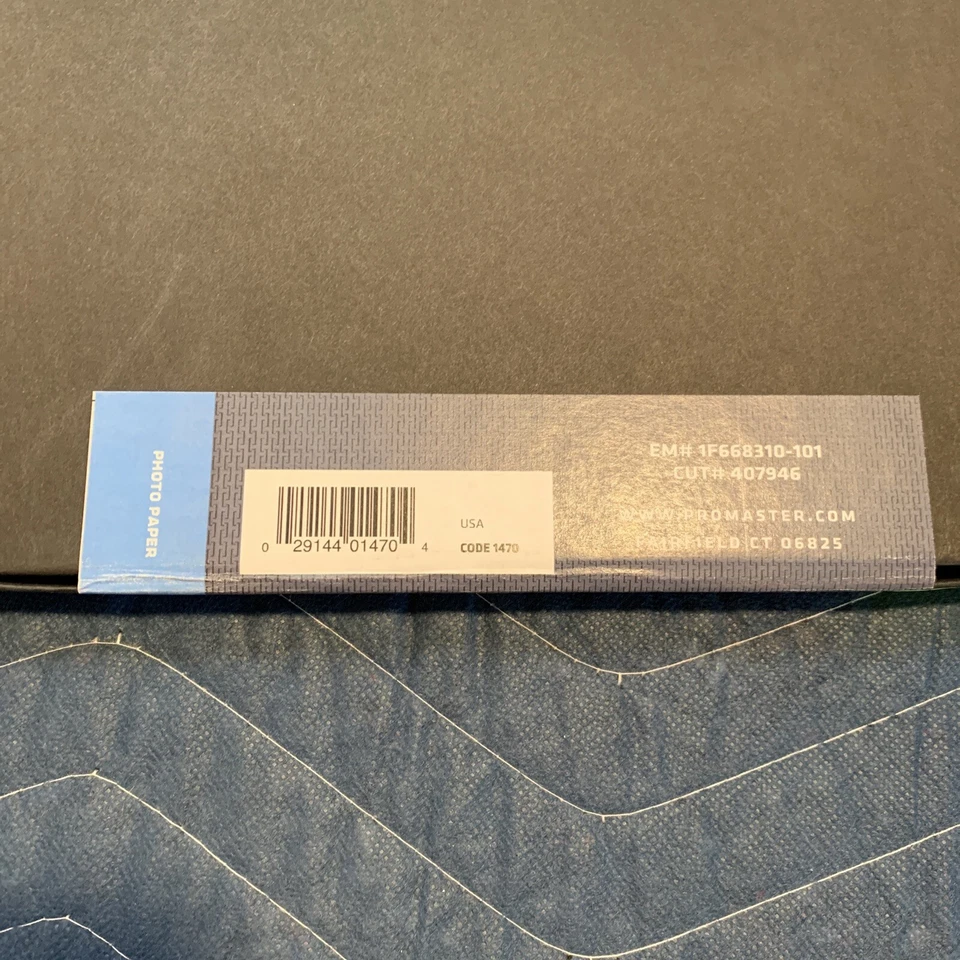 PHOTO PAPER
0 29144 01470 4
USA
CODE 1470
EM# 1F668310-101
CUT# 407946
WWW.PROMASTER.COM
FAIRFIELD CT 06825